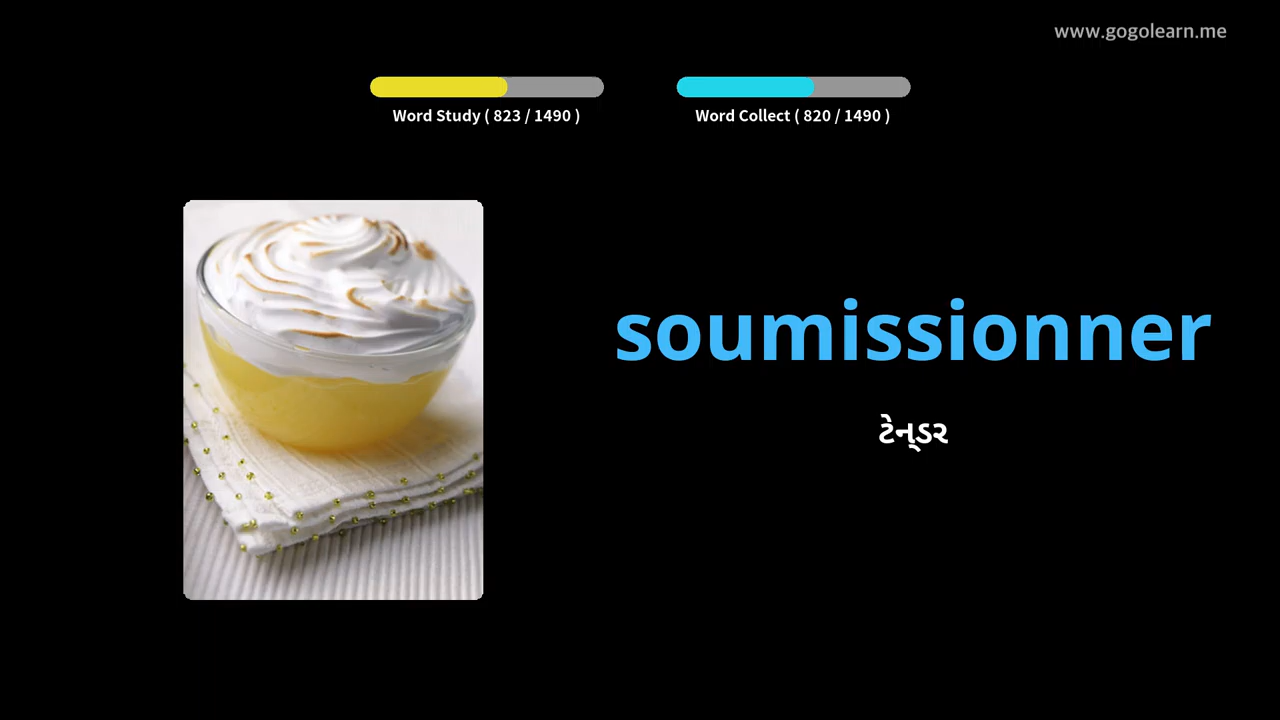 www.gogolearn.me
Word Study ( 823 / 1490 )
Word Collect ( 820 / 1490 )
soumissionner
ટેન્ડર